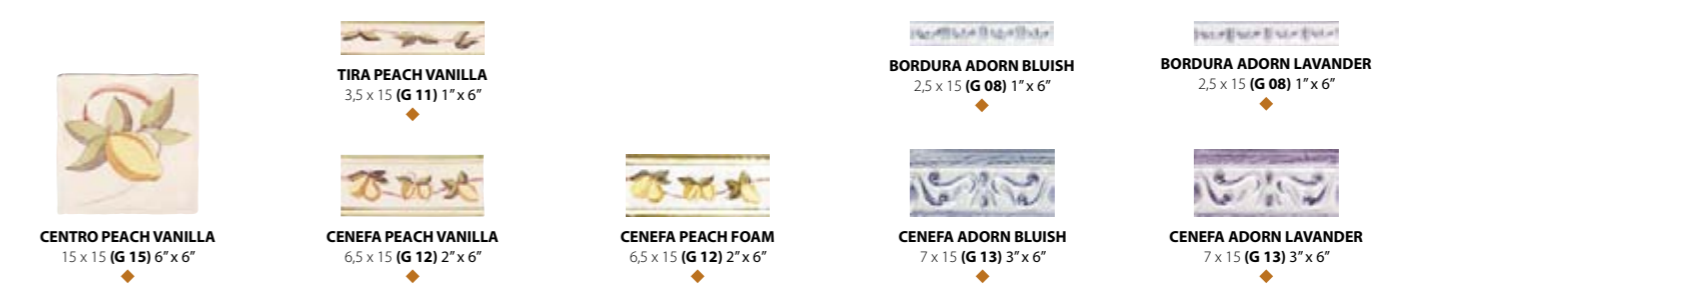 TIRA PEACH VANILLA
3,5 x 15 (G 11) 1” x 6”
BORDURA ADORN BLUISH
2,5 x 15 (G 08) 1” x 6”
BORDURA ADORN LAVANDER
2,5 x 15 (G 08) 1” x 6”
CENTRO PEACH VANILLA
15 x 15 (G 15) 6” x 6”
CENEFA PEACH VANILLA
6,5 x 15 (G 12) 2” x 6”
CENEFA PEACH FOAM
6,5 x 15 (G 12) 2” x 6”
CENEFA ADORN BLUISH
7 x 15 (G 13) 3” x 6”
CENEFA ADORN LAVANDER
7 x 15 (G 13) 3” x 6”